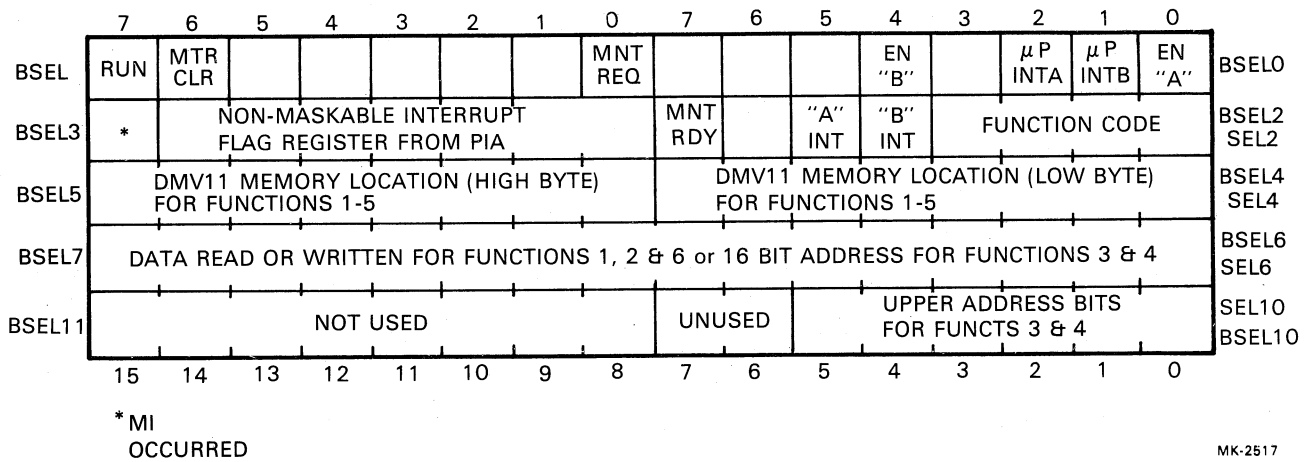 7 6 5 4 3 2 1 0 7 6 5 4 3 2 1 0
BSEL RUN MTR CLR MNT REQ EN "B" μP INTA μP INTB EN "A" BSELO
BSEL3 * NON-MASKABLE INTERRUPT FLAG REGISTER FROM PIA MNT RDY "A" INT "B" INT FUNCTION CODE BSEL2 SEL2
BSEL5 DMV11 MEMORY LOCATION (HIGH BYTE) FOR FUNCTIONS 1-5 DMV11 MEMORY LOCATION (LOW BYTE) FOR FUNCTIONS 1-5 BSEL4 SEL4
BSEL7 DATA READ OR WRITTEN FOR FUNCTIONS 1, 2 & 6 or 16 BIT ADDRESS FOR FUNCTIONS 3 & 4 BSEL6 SEL6
BSEL11 NOT USED UNUSED UPPER ADDRESS BITS FOR FUNCTS 3 & 4 SEL10 BSEL10
15 14 13 12 11 10 9 8 7 6 5 4 3 2 1 0
* MI
OCCURRED
MK-2517